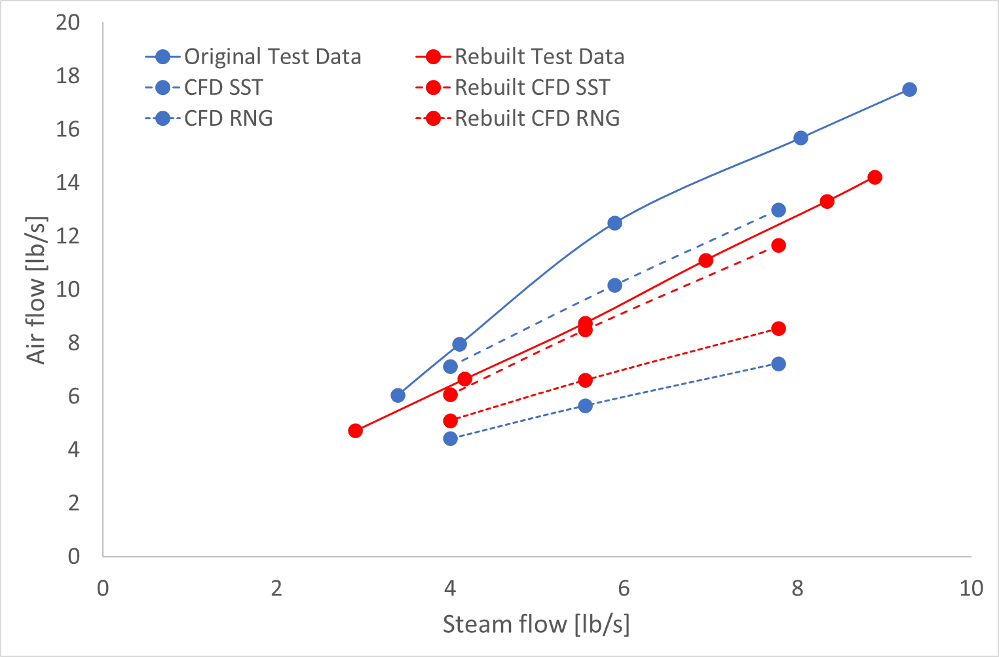 20
18
16
14
12
10
8
6
4
2
0
Air flow [lb/s]
Original Test Data
Rebuilt Test Data
CFD SST
Rebuilt CFD SST
CFD RNG
Rebuilt CFD RNG
0 2 4 6 8 10
Steam flow [lb/s]